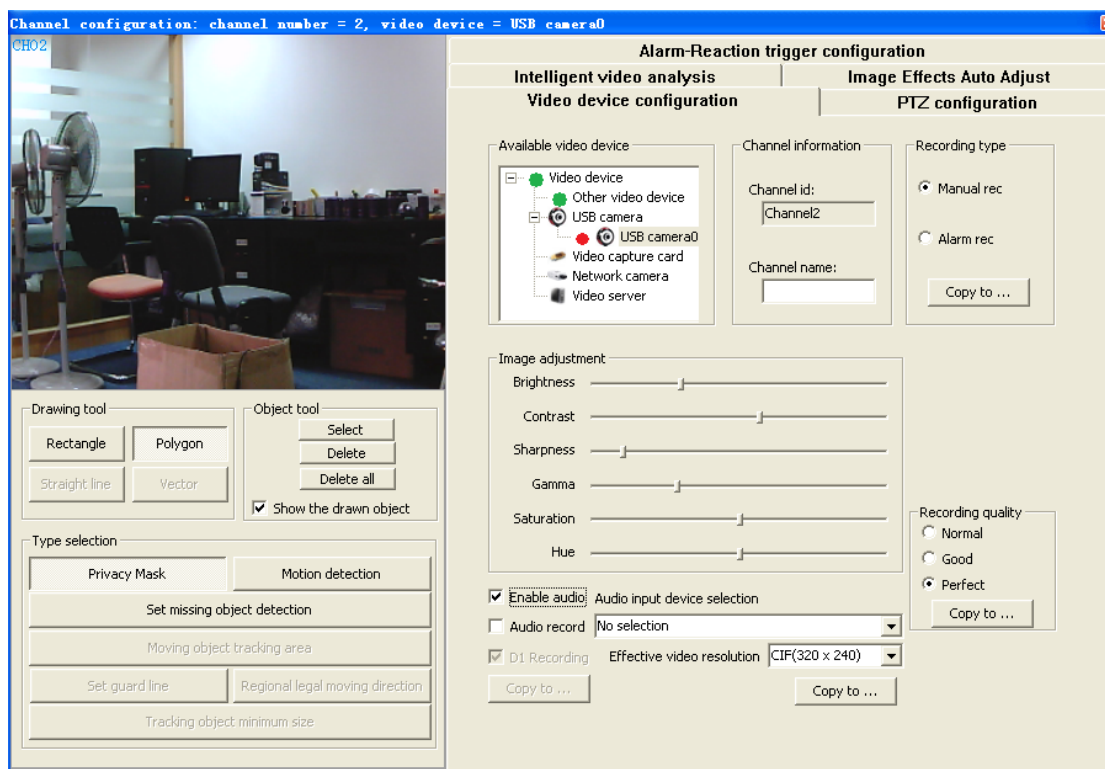 Channel configuration: channel number = 2, video device = USB camera0
CH02
Alarm-Reaction trigger configuration
Intelligent video analysis
Image Effects Auto Adjust
Video device configuration
PTZ configuration
Available video device
Video device
Other video device
USB camera
USB camera0
Video capture card
Network camera
Video server
Channel information
Channel id:
Channel2
Channel name:
Recording type
Manual rec
Alarm rec
Copy to ...
Image adjustment
Brightness
Contrast
Sharpness
Gamma
Saturation
Hue
Recording quality
Normal
Good
Perfect
Copy to ...
Enable audio
Audio input device selection
Audio record
No selection
D1 Recording
Effective video resolution
CIF(320 x 240)
Copy to ...
Copy to ...
Drawing tool
Rectangle
Polygon
Straight line
Vector
Object tool
Select
Delete
Delete all
Show the drawn object
Type selection
Privacy Mask
Motion detection
Set missing object detection
Moving object tracking area
Set guard line
Regional legal moving direction
Tracking object minimum size